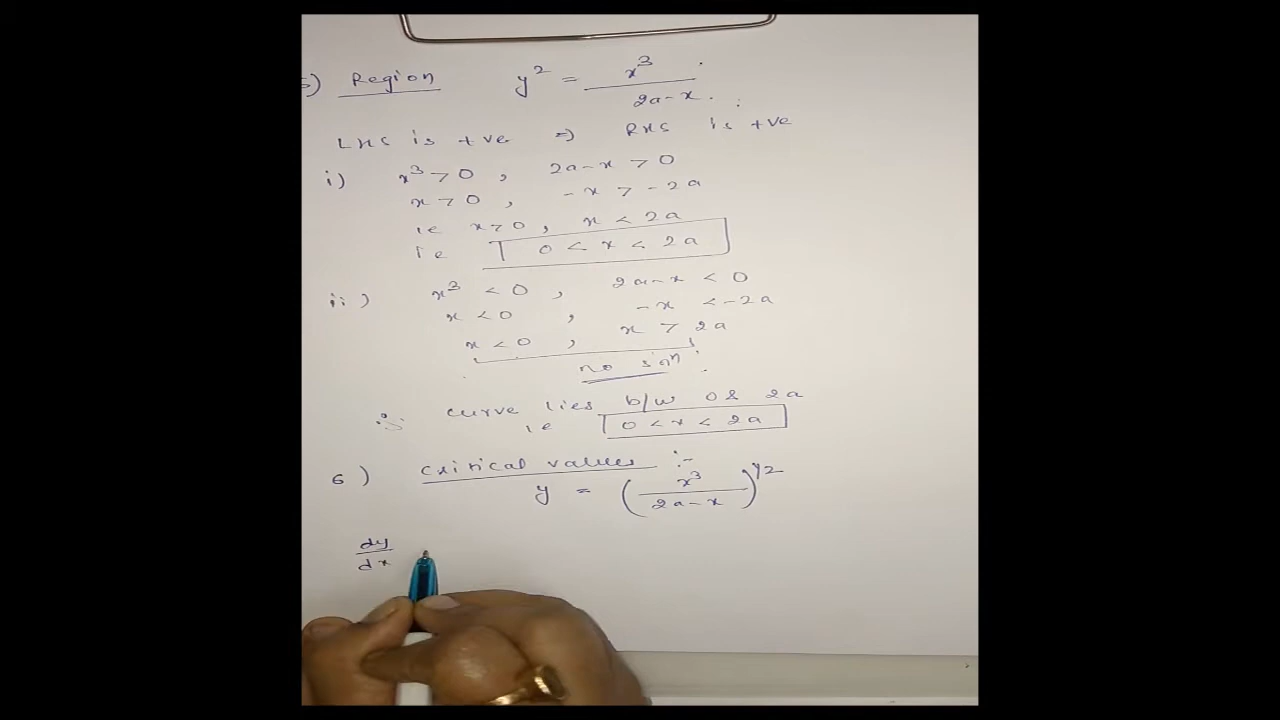 5) Region y² = x³ / 2a-x
LHS is +ve => RHS is +ve
i) x³ > 0 , 2a-x > 0
x > 0 , -x > -2a
ie x > 0 , x < 2a
ie 0 < x < 2a
ii) x³ < 0 , 2a-x < 0
x < 0 , -x < -2a
x < 0 , x > 2a
no solⁿ
∴ curve lies b/w 0 & 2a
ie 0 < x < 2a
6) Critical values :-
y = (x³ / 2a-x)^1/2
dy/dx